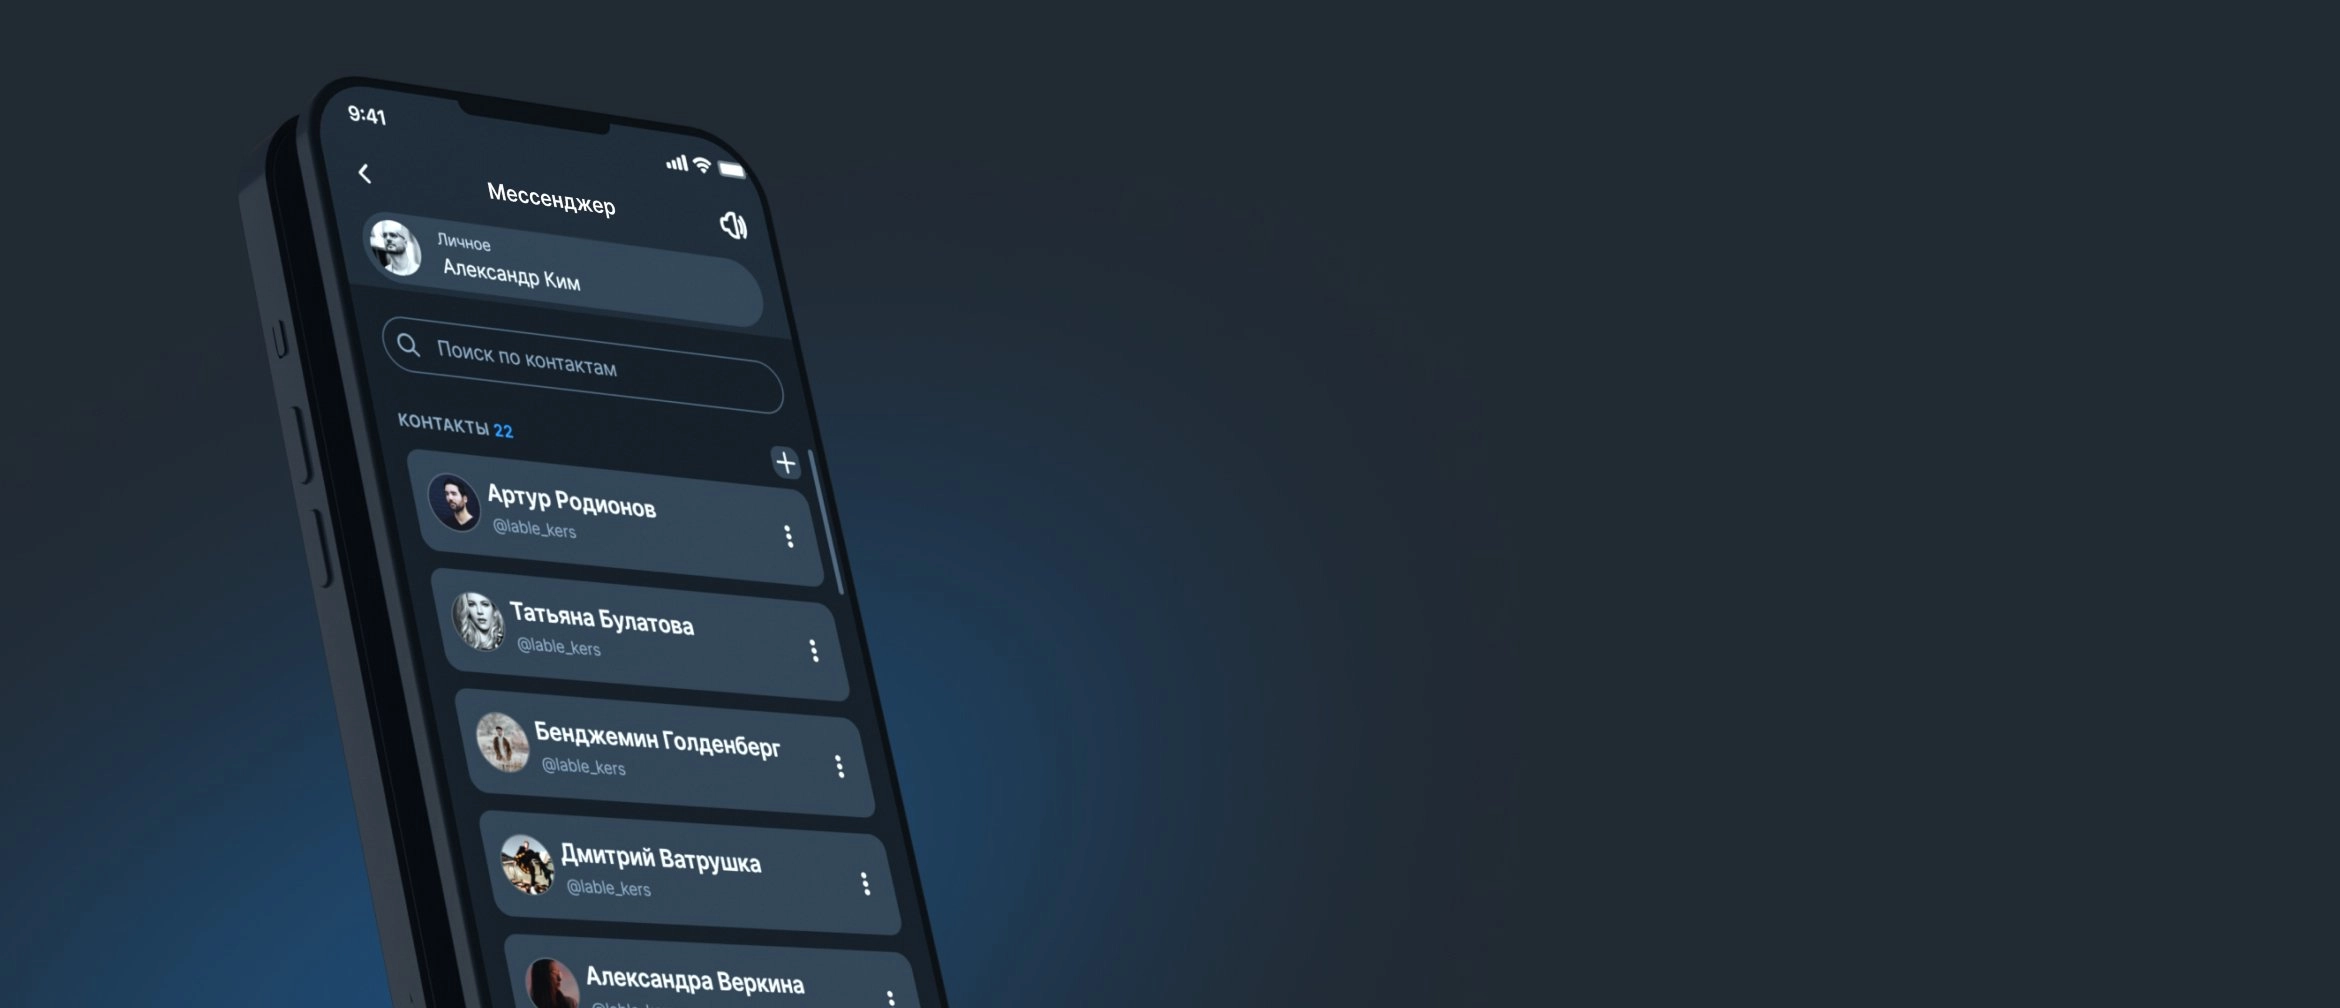 9:41
Мессенджер
Личное
Александр Ким
Поиск по контактам
КОНТАКТЫ 22
Артур Родионов
@lable_kers
Татьяна Булатова
@lable_kers
Бенджемин Голденберг
@lable_kers
Дмитрий Ватрушка
@lable_kers
Александра Веркина